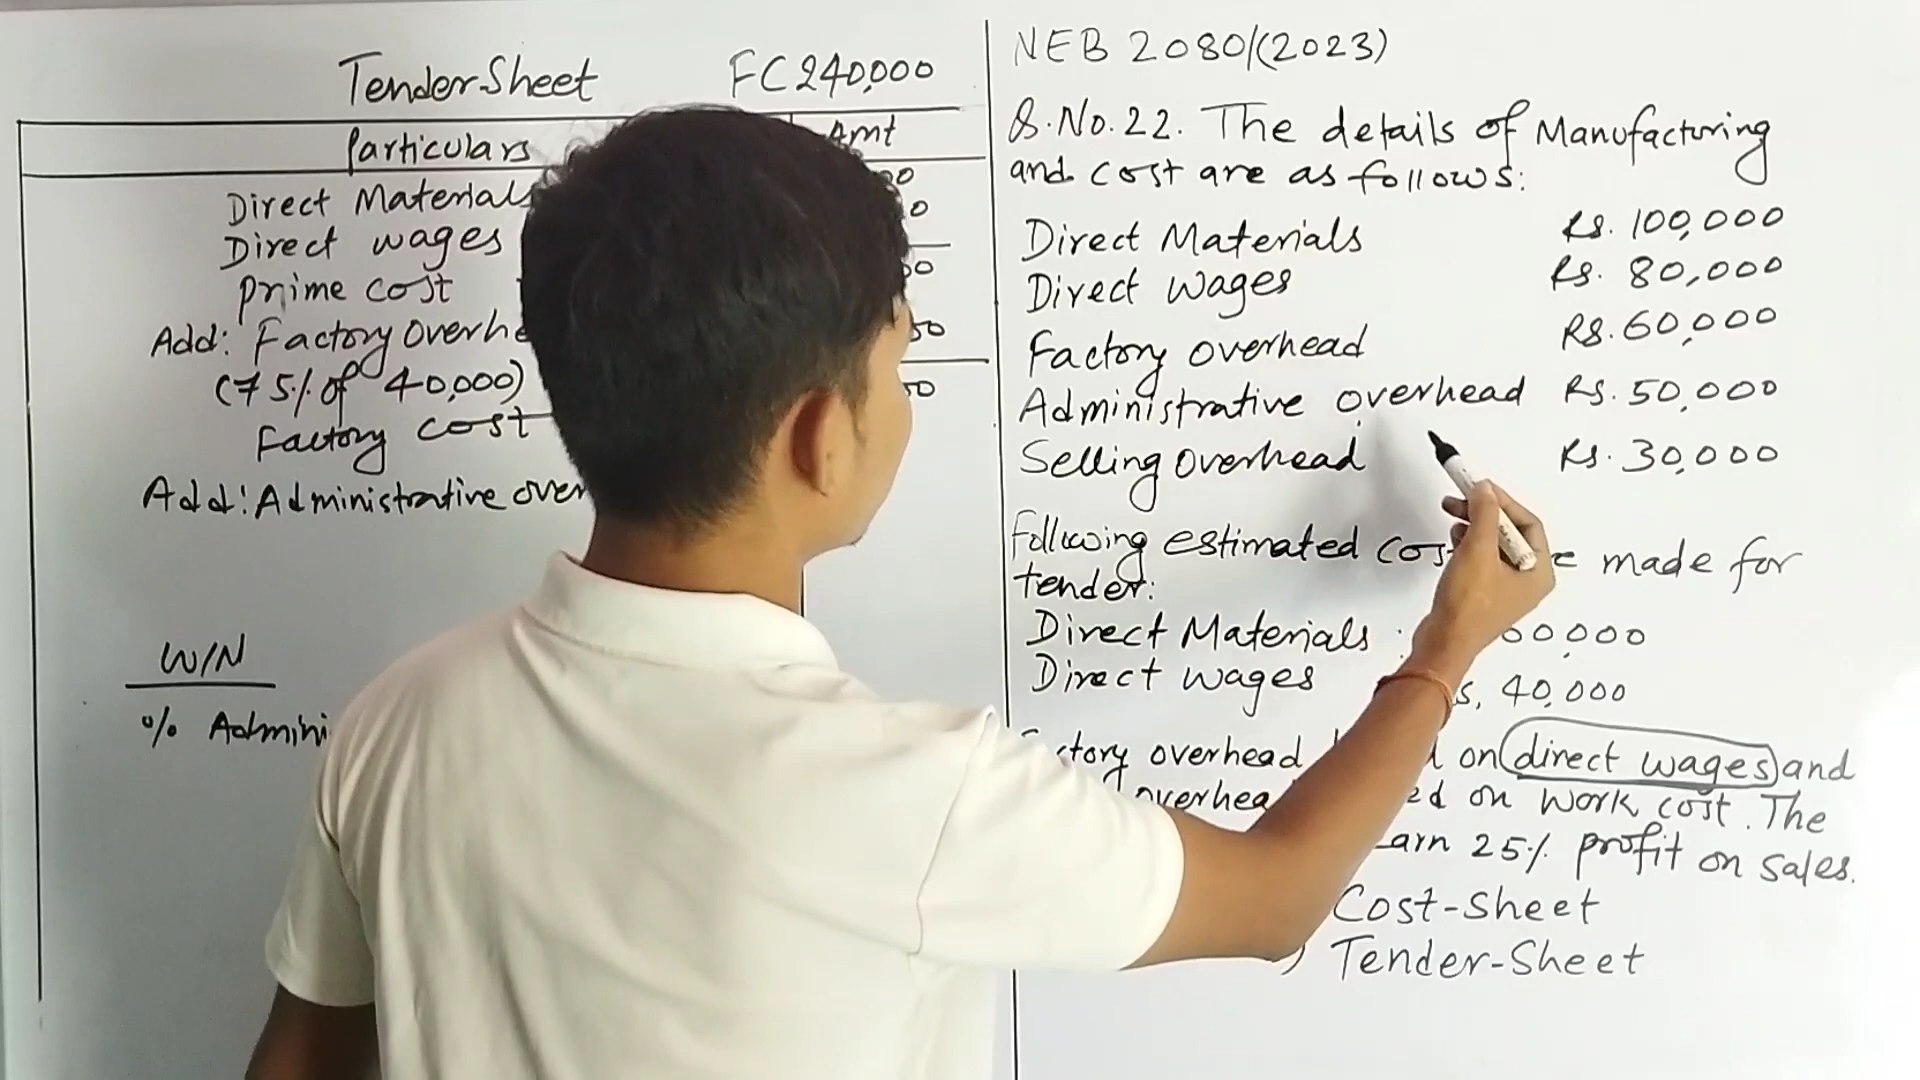 Tender-Sheet FC 240,000
Particulars Amt
Direct Materials
Direct wages
prime cost
Add: Factory overhe
(75% of 40,000)
Factory cost
Add: Administrative over
W/N
% Admini
NEB 2080/(2023)
Q.No.22. The details of Manufacturing
and cost are as follows:
Direct Materials Rs. 100,000
Direct Wages Rs. 80,000
Factory overhead Rs. 60,000
Administrative overhead Rs. 50,000
Selling overhead Rs. 30,000
Following estimated cos made for
tender:
Direct Materials : 00,000
Direct wages s, 40,000
ctory overhead on direct wages and
overhea ed on work cost. The
arn 25% profit on sales.
Cost-Sheet
) Tender-Sheet